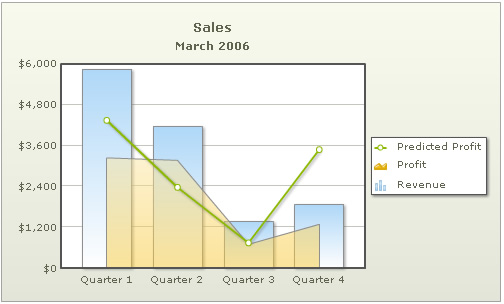 Sales
March 2006
$6,000
$4,800
$3,600
$2,400
$1,200
$0
Quarter 1 Quarter 2 Quarter 3 Quarter 4
Predicted Profit
Profit
Revenue